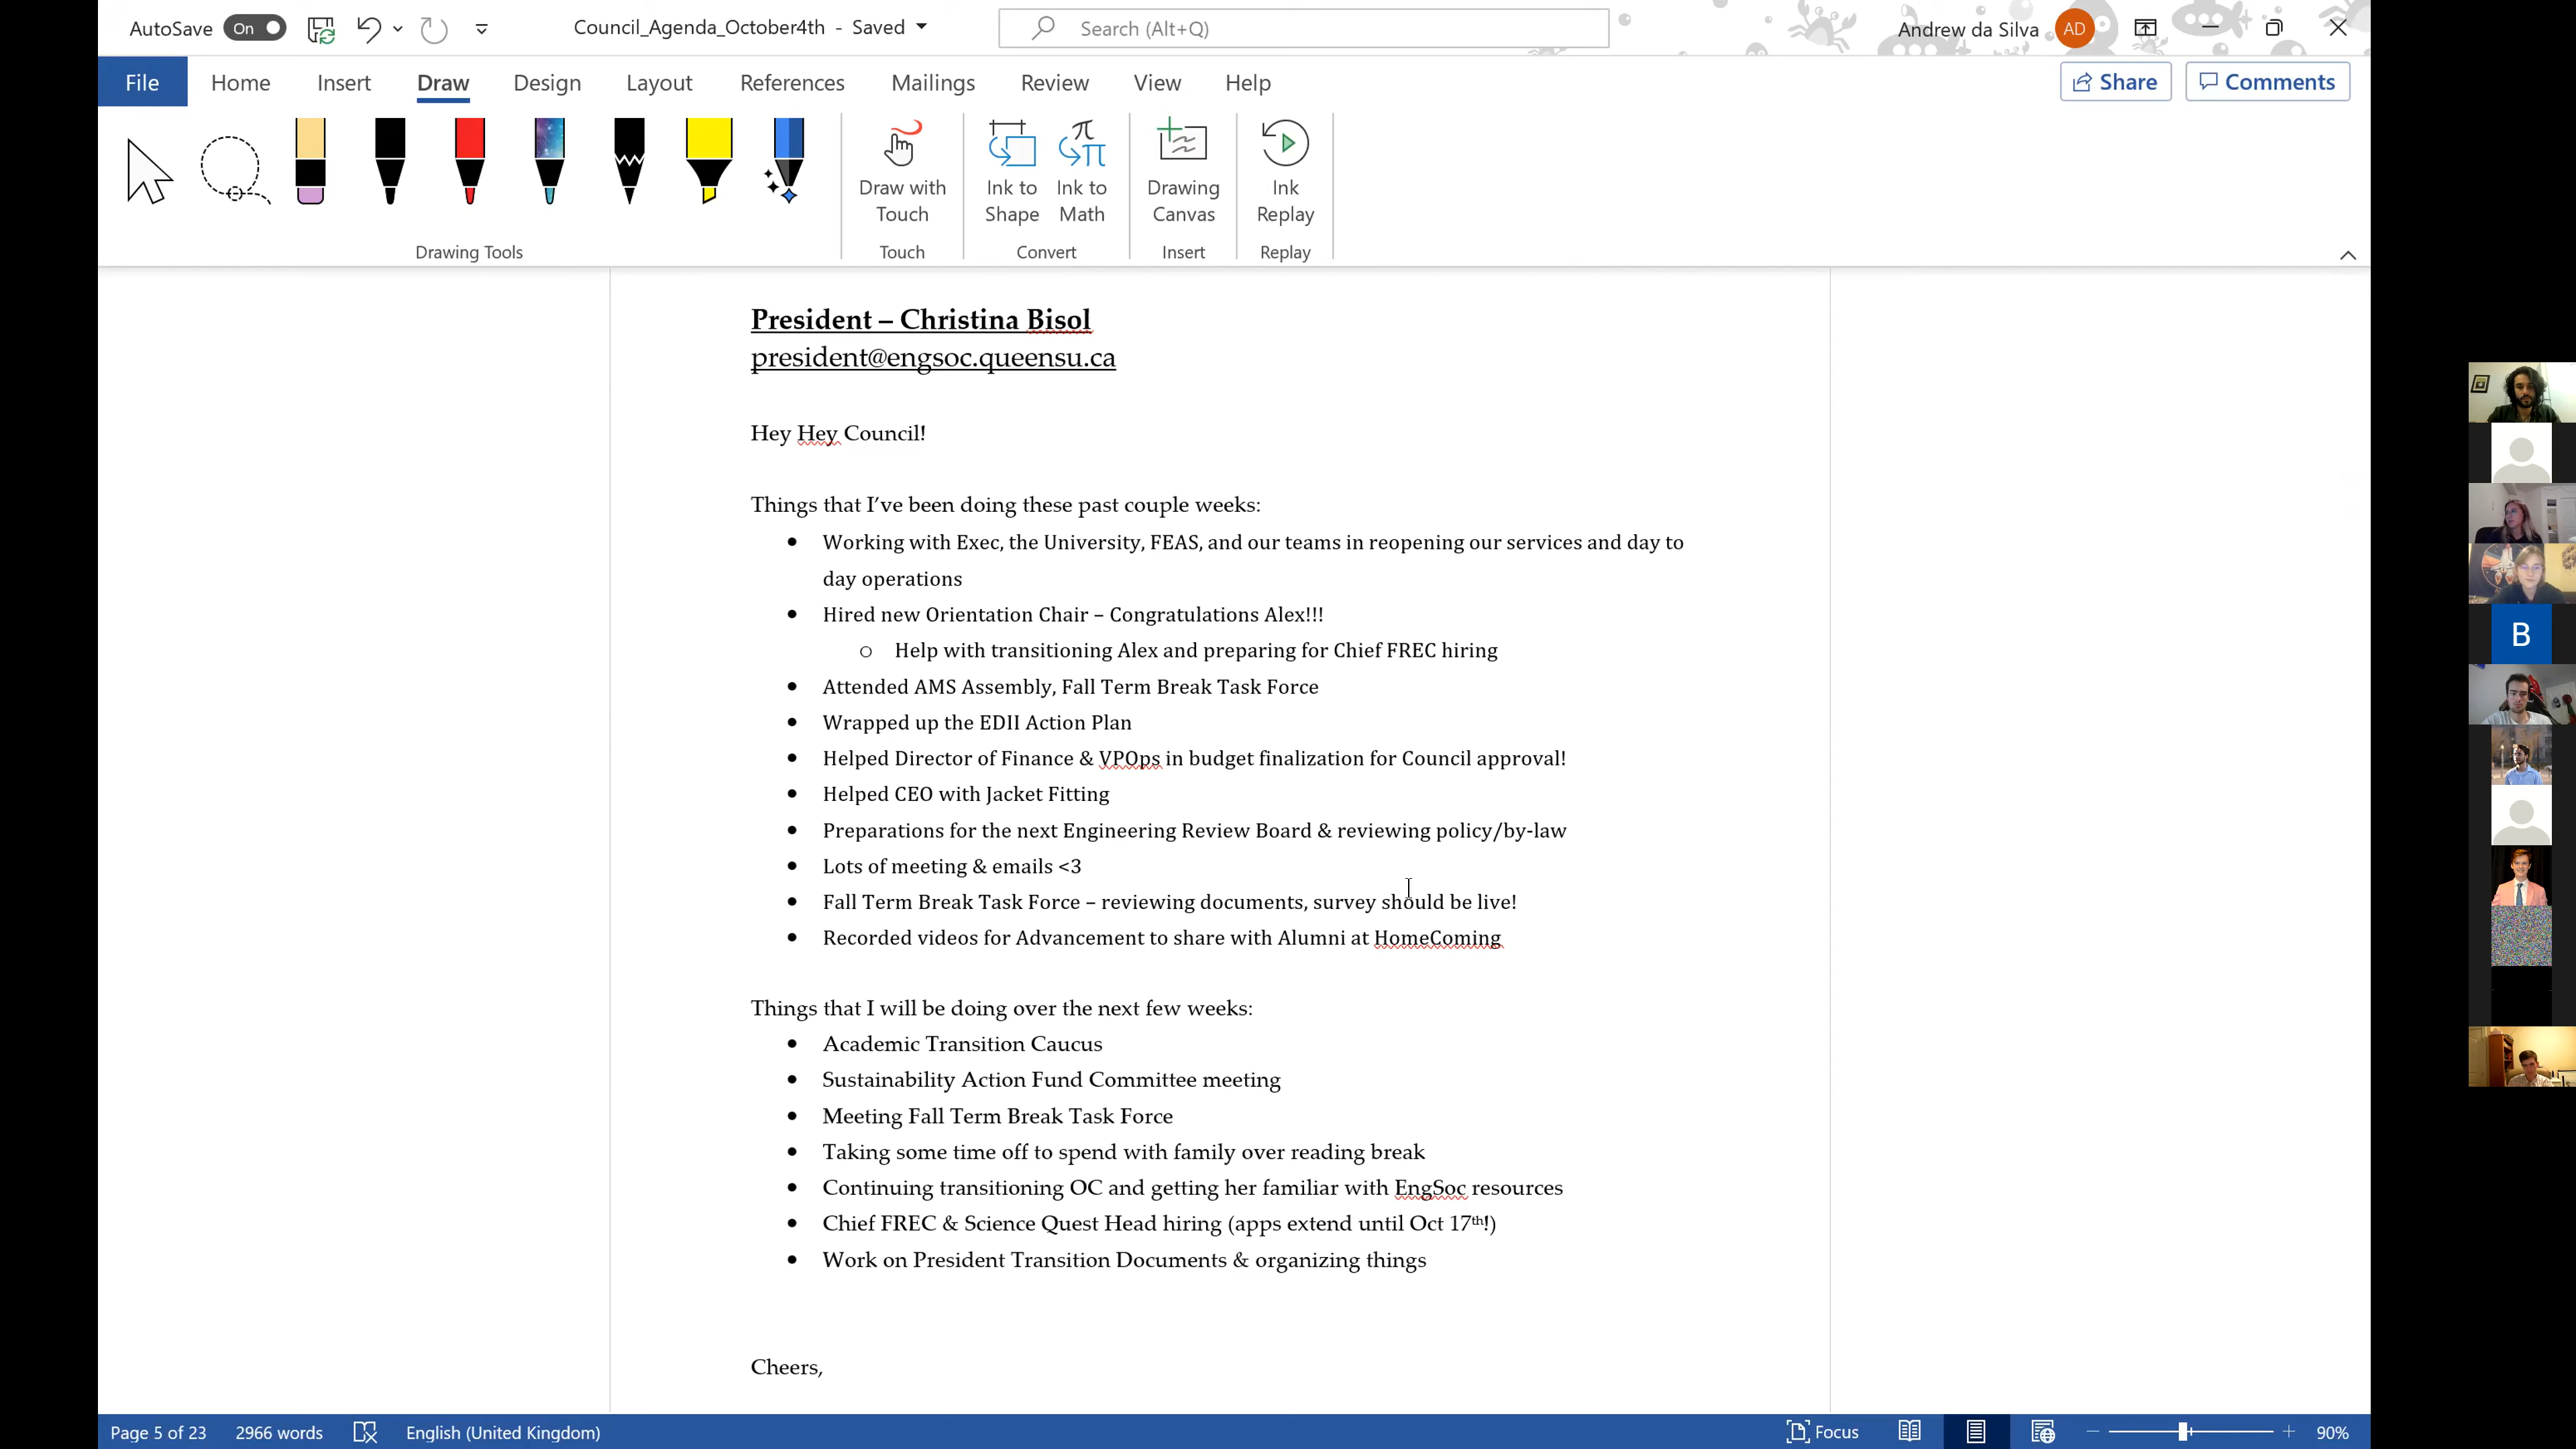 AutoSave On Council_Agenda_October4th - Saved Search (Alt+Q) Andrew da Silva AD
File Home Insert Draw Design Layout References Mailings Review View Help Share Comments
Draw with Touch
Ink to Shape
Ink to Math
Drawing Canvas
Ink Replay
Drawing Tools Touch Convert Insert Replay
President – Christina Bisol
president@engsoc.queensu.ca
Hey Hey Council!
Things that I've been doing these past couple weeks:
• Working with Exec, the University, FEAS, and our teams in reopening our services and day to
day operations
• Hired new Orientation Chair – Congratulations Alex!!!
o Help with transitioning Alex and preparing for Chief FREC hiring
• Attended AMS Assembly, Fall Term Break Task Force
• Wrapped up the EDII Action Plan
• Helped Director of Finance & VPOps in budget finalization for Council approval!
• Helped CEO with Jacket Fitting
• Preparations for the next Engineering Review Board & reviewing policy/by-law
• Lots of meeting & emails <3
• Fall Term Break Task Force – reviewing documents, survey should be live!
• Recorded videos for Advancement to share with Alumni at HomeComing
Things that I will be doing over the next few weeks:
• Academic Transition Caucus
• Sustainability Action Fund Committee meeting
• Meeting Fall Term Break Task Force
• Taking some time off to spend with family over reading break
• Continuing transitioning OC and getting her familiar with EngSoc resources
• Chief FREC & Science Quest Head hiring (apps extend until Oct 17th!)
• Work on President Transition Documents & organizing things
Cheers,
B
Page 5 of 23 2966 words English (United Kingdom) Focus 90%